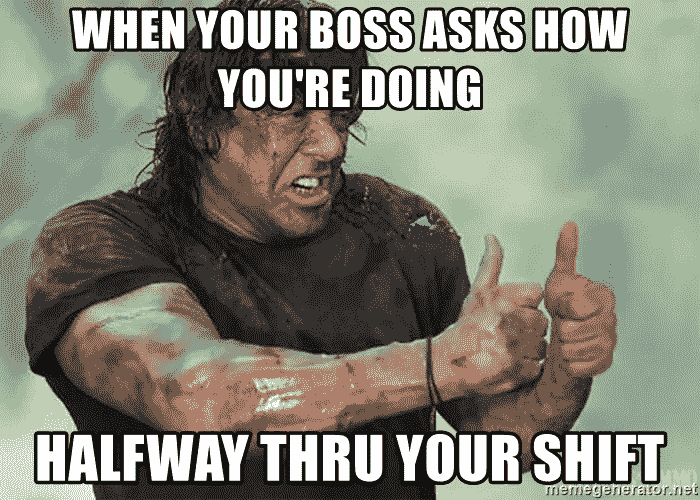 WHEN YOUR BOSS ASKS HOW
YOU'RE DOING
HALFWAY THRU YOUR SHIFT
memegenerator.net